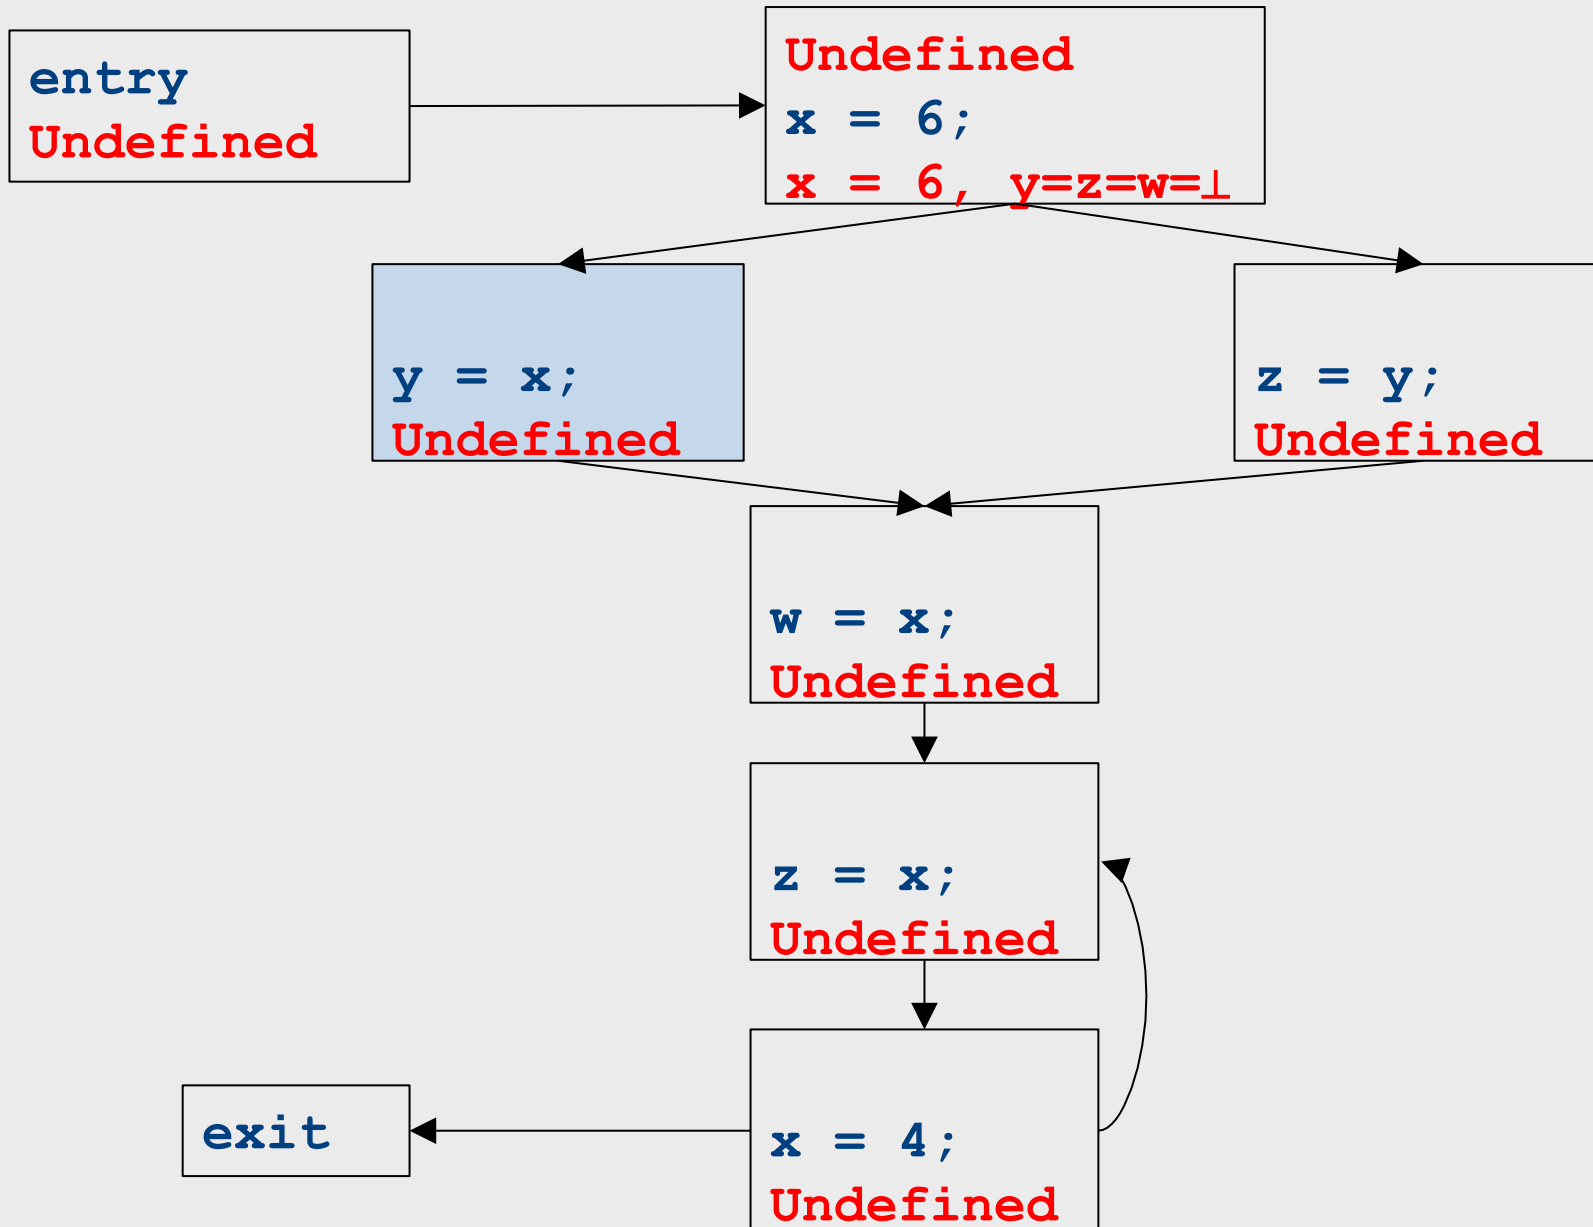 entry
Undefined
Undefined
x = 6;
x = 6, y=z=w=⊥
y = x;
Undefined
z = y;
Undefined
w = x;
Undefined
z = x;
Undefined
exit
x = 4;
Undefined